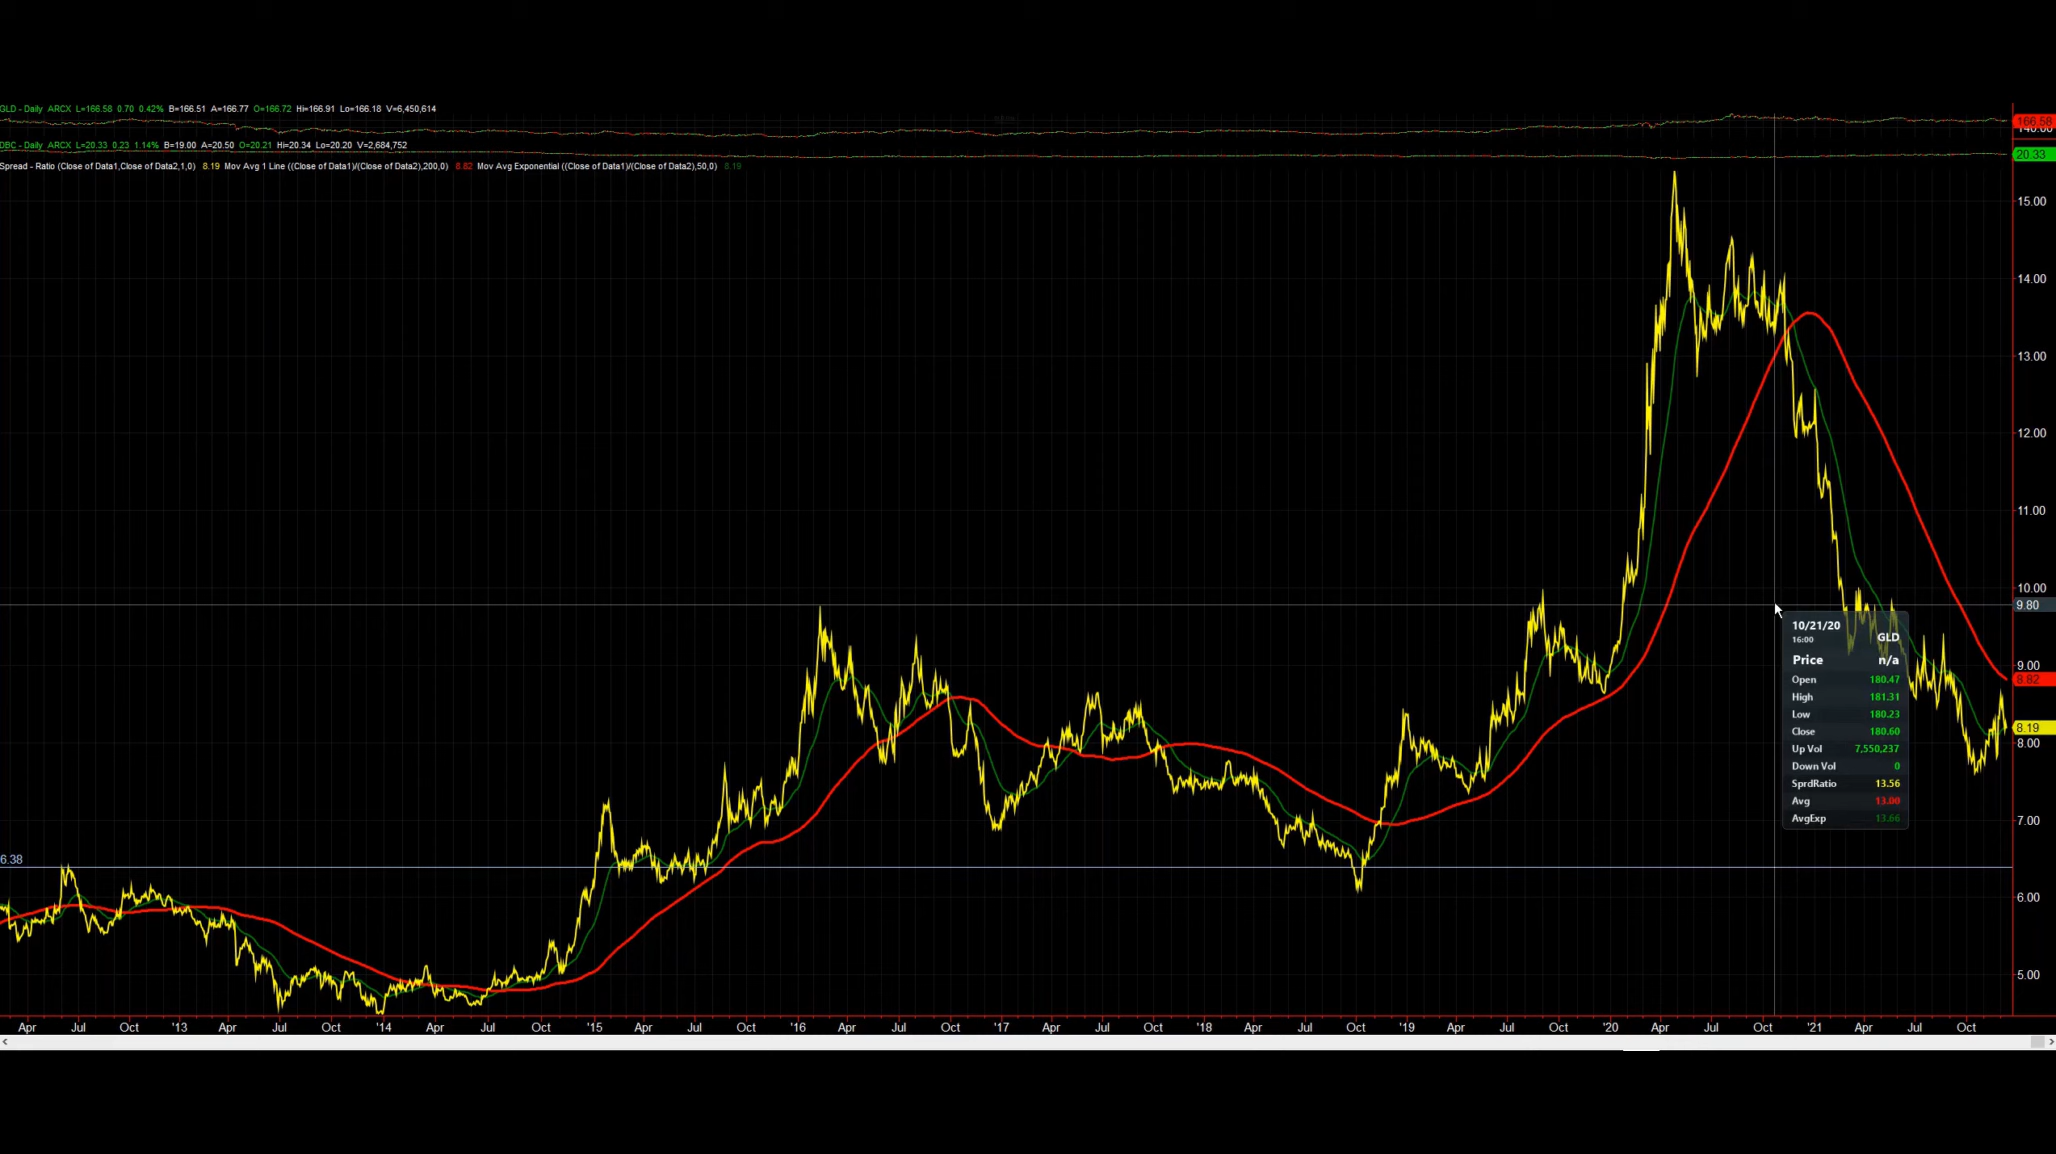 GLD - Daily ARCX L=166.58 0.70 0.42% B=166.51 A=166.77 O=166.72 Hi=166.91 Lo=166.18 V=6,450,614
166.58
140.00
DBC - Daily ARCX L=20.33 0.23 1.14% B=19.00 A=20.50 O=20.21 Hi=20.34 Lo=20.20 V=2,684,752
20.33
Spread - Ratio (Close of Data1,Close of Data2,1,0) 8.19 Mov Avg 1 Line ((Close of Data1)/(Close of Data2),200,0) 8.82 Mov Avg Exponential ((Close of Data1)/(Close of Data2),50,0) 8.19
15.00
14.00
13.00
12.00
11.00
10.00
9.80
9.00
8.82
8.19
8.00
7.00
6.00
5.00
10/21/20
16:00 GLD
Price n/a
Open 180.47
High 181.31
Low 180.23
Close 180.60
Up Vol 7,550,237
Down Vol 0
SprdRatio 13.56
Avg 13.00
AvgExp 13.66
6.38
Apr Jul Oct '13 Apr Jul Oct '14 Apr Jul Oct '15 Apr Jul Oct '16 Apr Jul Oct '17 Apr Jul Oct '18 Apr Jul Oct '19 Apr Jul Oct '20 Apr Jul Oct '21 Apr Jul Oct